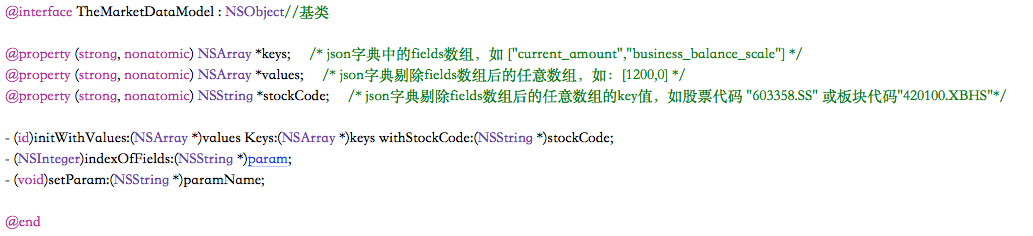 @interface TheMarketDataModel : NSObject//基类
@property (strong, nonatomic) NSArray *keys; /* json字典中的fields数组，如 ["current_amount","business_balance_scale"] */
@property (strong, nonatomic) NSArray *values; /* json字典剔除fields数组后的任意数组，如：[1200,0] */
@property (strong, nonatomic) NSString *stockCode; /* json字典剔除fields数组后的任意数组的key值，如股票代码 "603358.SS" 或板块代码"420100.XBHS"*/
- (id)initWithValues:(NSArray *)values Keys:(NSArray *)keys withStockCode:(NSString *)stockCode;
- (NSInteger)indexOfFields:(NSString *)param;
- (void)setParam:(NSString *)paramName;
@end